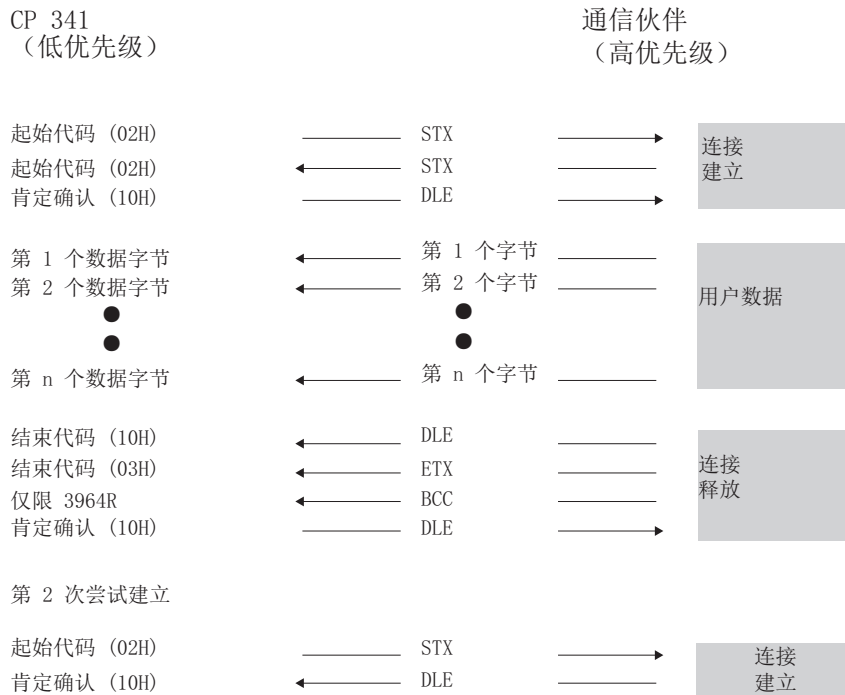 CP 341 通信伙伴
（低优先级） （高优先级）
起始代码 (02H) STX 连接
起始代码 (02H) STX 建立
肯定确认 (10H) DLE
第 1 个数据字节 第 1 个字节
第 2 个数据字节 第 2 个字节 用户数据
第 n 个数据字节 第 n 个字节
结束代码 (10H) DLE
结束代码 (03H) ETX 连接
仅限 3964R BCC 释放
肯定确认 (10H) DLE
第 2 次尝试建立
起始代码 (02H) STX 连接
肯定确认 (10H) DLE 建立